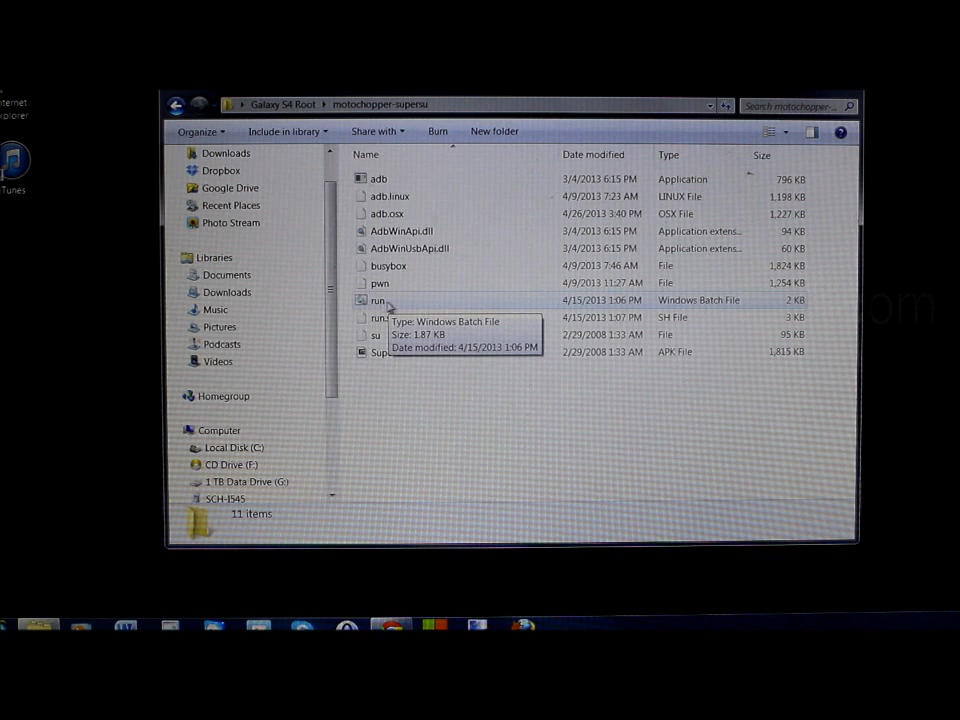 nternet
xplorer
iTunes
Galaxy S4 Root
motochopper-supersu
Search motochopper-...
Organize
Include in library
Share with
Burn
New folder
Downloads
Dropbox
Google Drive
Recent Places
Photo Stream
Libraries
Documents
Downloads
Music
Pictures
Podcasts
Videos
Homegroup
Computer
Local Disk (C:)
CD Drive (F:)
1 TB Data Drive (G:)
SCH-I545
Name Date modified Type Size
adb 3/4/2013 6:15 PM Application 796 KB
adb.linux 4/9/2013 7:23 AM LINUX File 1,198 KB
adb.osx 4/26/2013 3:40 PM OSX File 1,227 KB
AdbWinApi.dll 3/4/2013 6:15 PM Application extens... 94 KB
AdbWinUsbApi.dll 3/4/2013 6:15 PM Application extens... 60 KB
busybox 4/9/2013 7:46 AM File 1,824 KB
pwn 4/9/2013 11:27 AM File 1,254 KB
run 4/15/2013 1:06 PM Windows Batch File 2 KB
run. 4/15/2013 1:07 PM SH File 3 KB
su 2/29/2008 1:33 AM File 95 KB
Sup 2/29/2008 1:33 AM APK File 1,815 KB
Type: Windows Batch File
Size: 1.87 KB
Date modified: 4/15/2013 1:06 PM
11 items
om